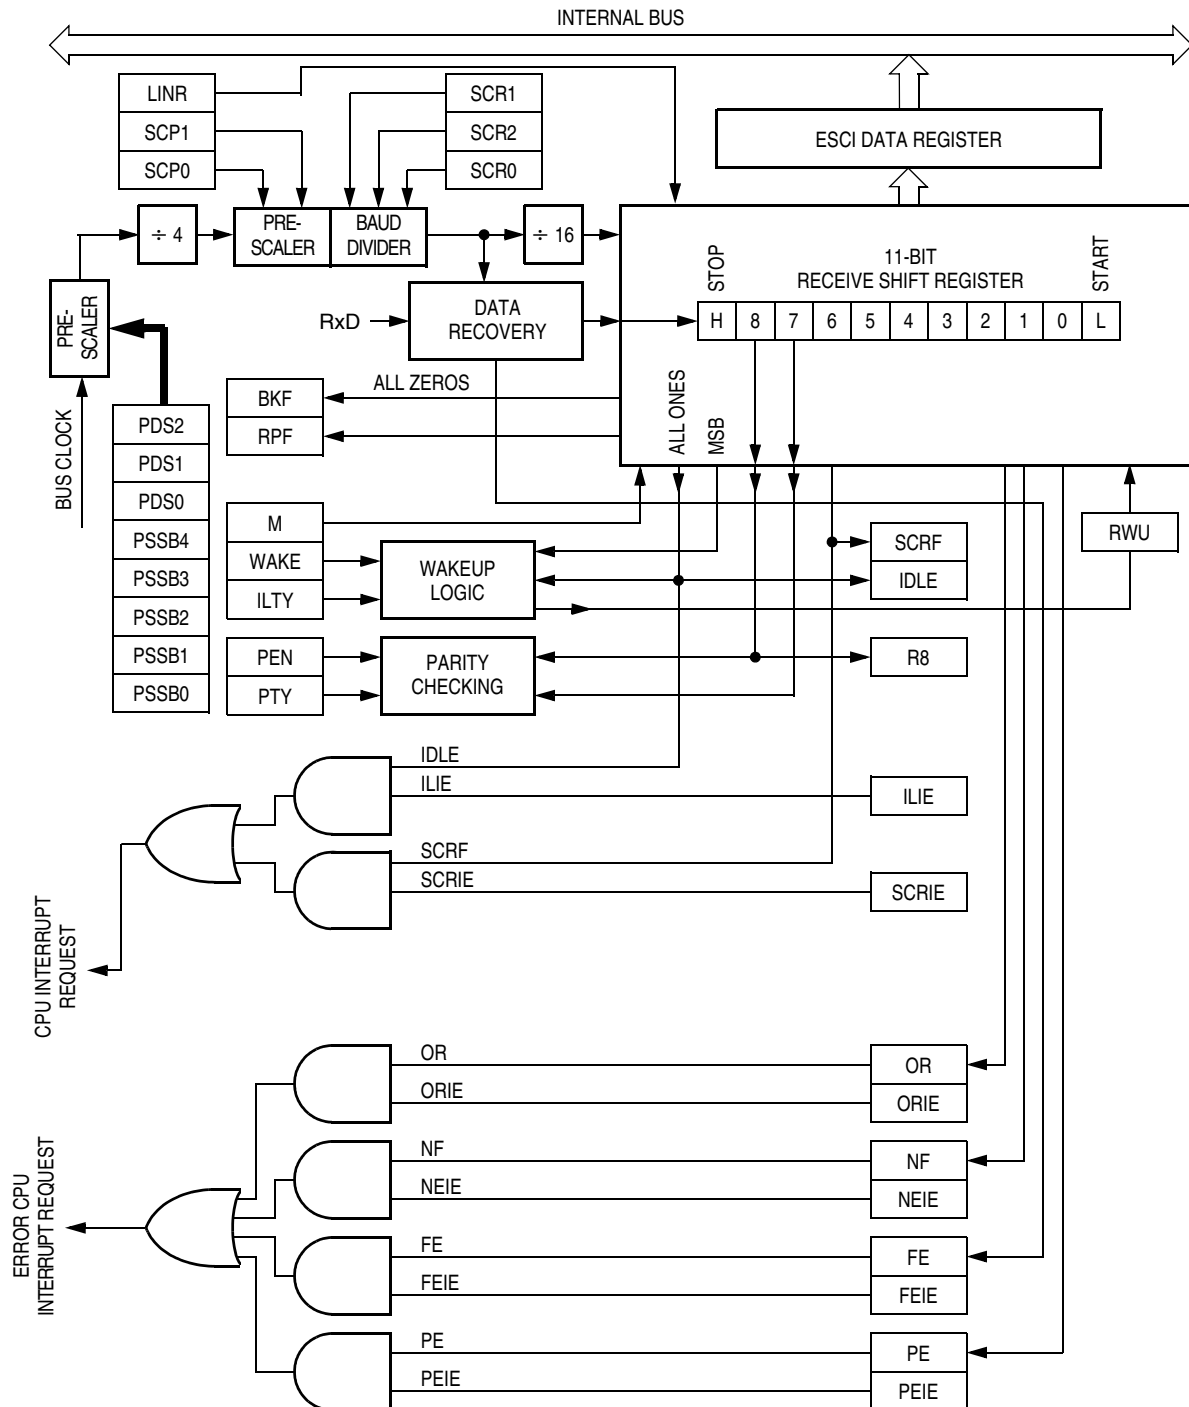 INTERNAL BUS
LINR
SCP1
SCP0
SCR1
SCR2
SCR0
ESCI DATA REGISTER
÷ 4
PRE-
SCALER
BAUD
DIVIDER
÷ 16
PRE-
SCALER
BUS CLOCK
RxD
DATA
RECOVERY
STOP
11-BIT
RECEIVE SHIFT REGISTER
START
H 8 7 6 5 4 3 2 1 0 L
ALL ZEROS
BKF
RPF
ALL ONES
MSB
PDS2
PDS1
PDS0
PSSB4
PSSB3
PSSB2
PSSB1
PSSB0
M
WAKE
ILTY
WAKEUP
LOGIC
SCRF
IDLE
RWU
PEN
PTY
PARITY
CHECKING
R8
IDLE
ILIE
ILIE
SCRF
SCRIE
SCRIE
CPU INTERRUPT
REQUEST
OR
ORIE
OR
ORIE
NF
NEIE
NF
NEIE
ERROR CPU
INTERRUPT REQUEST
FE
FEIE
FE
FEIE
PE
PEIE
PE
PEIE